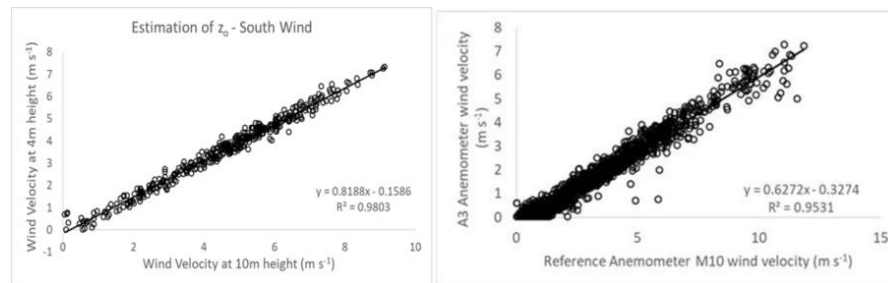 Estimation of zₒ - South Wind
Wind Velocity at 4m height (m s⁻¹)
8
7
6
5
4
3
2
1
0
-1
0
2
4
6
8
10
y = 0.8188x - 0.1586
R² = 0.9803
Wind Velocity at 10m height (m s⁻¹)
A3 Anemometer wind velocity
(m s⁻¹)
8
7
6
5
4
3
2
1
0
0
5
10
15
y = 0.6272x - 0.3274
R² = 0.9531
Reference Anemometer M10 wind velocity (m s⁻¹)